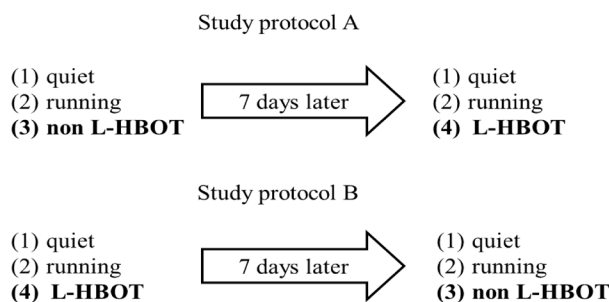 Study protocol A
(1) quiet
(2) running
(3) non L-HBOT
7 days later
(1) quiet
(2) running
(4) L-HBOT
Study protocol B
(1) quiet
(2) running
(4) L-HBOT
7 days later
(1) quiet
(2) running
(3) non L-HBOT